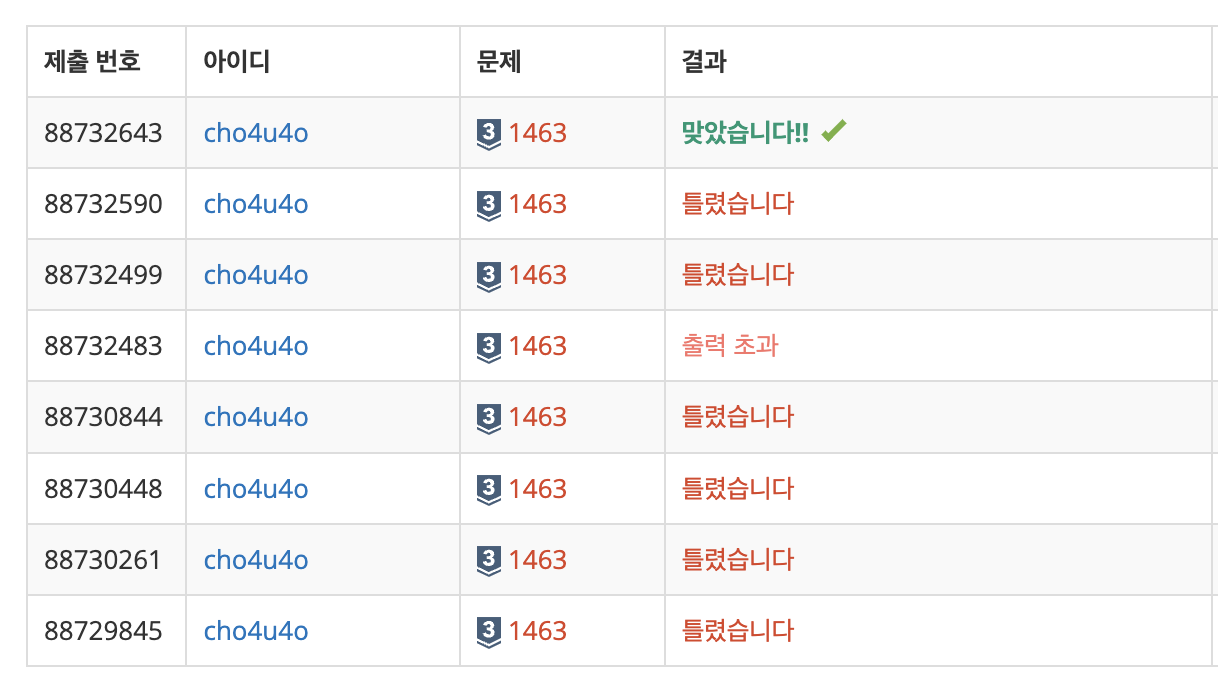 제출 번호 아이디 문제 결과
88732643 cho4u4o 3 1463 맞았습니다!!
88732590 cho4u4o 3 1463 틀렸습니다
88732499 cho4u4o 3 1463 틀렸습니다
88732483 cho4u4o 3 1463 출력 초과
88730844 cho4u4o 3 1463 틀렸습니다
88730448 cho4u4o 3 1463 틀렸습니다
88730261 cho4u4o 3 1463 틀렸습니다
88729845 cho4u4o 3 1463 틀렸습니다